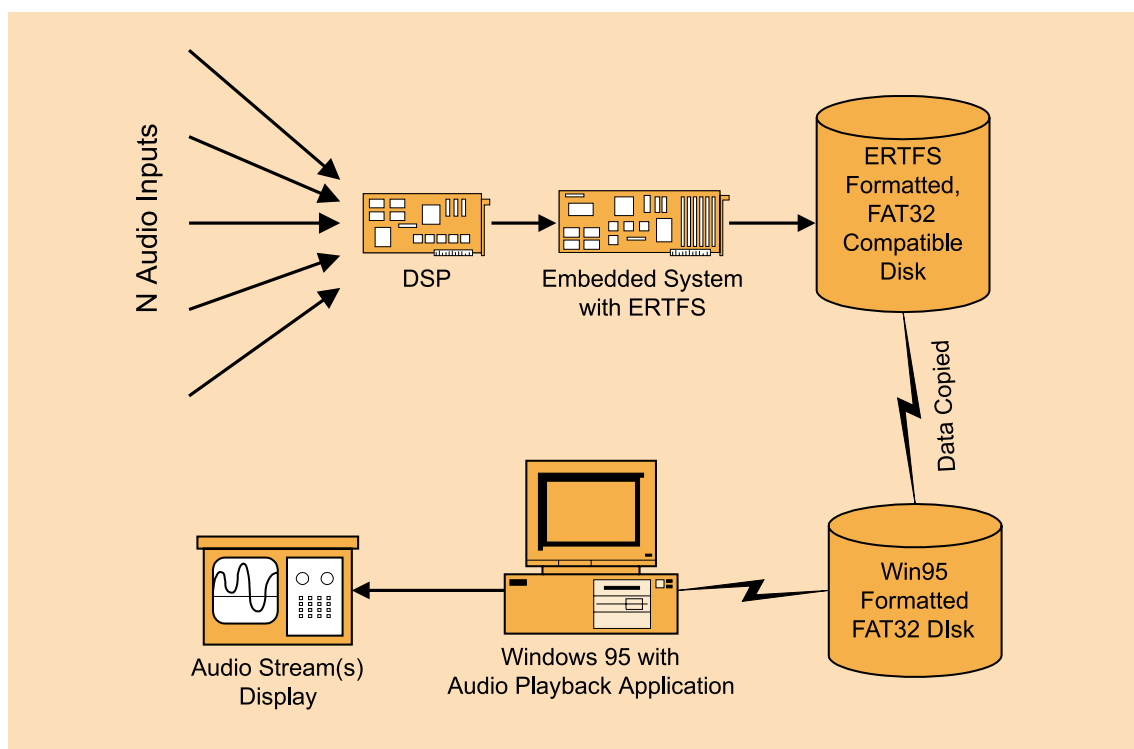 N Audio Inputs
DSP
Embedded System
with ERTFS
ERTFS
Formatted,
FAT32
Compatible
Disk
Data Copied
Win95
Formatted
FAT32 DIsk
Windows 95 with
Audio Playback Application
Audio Stream(s)
Display